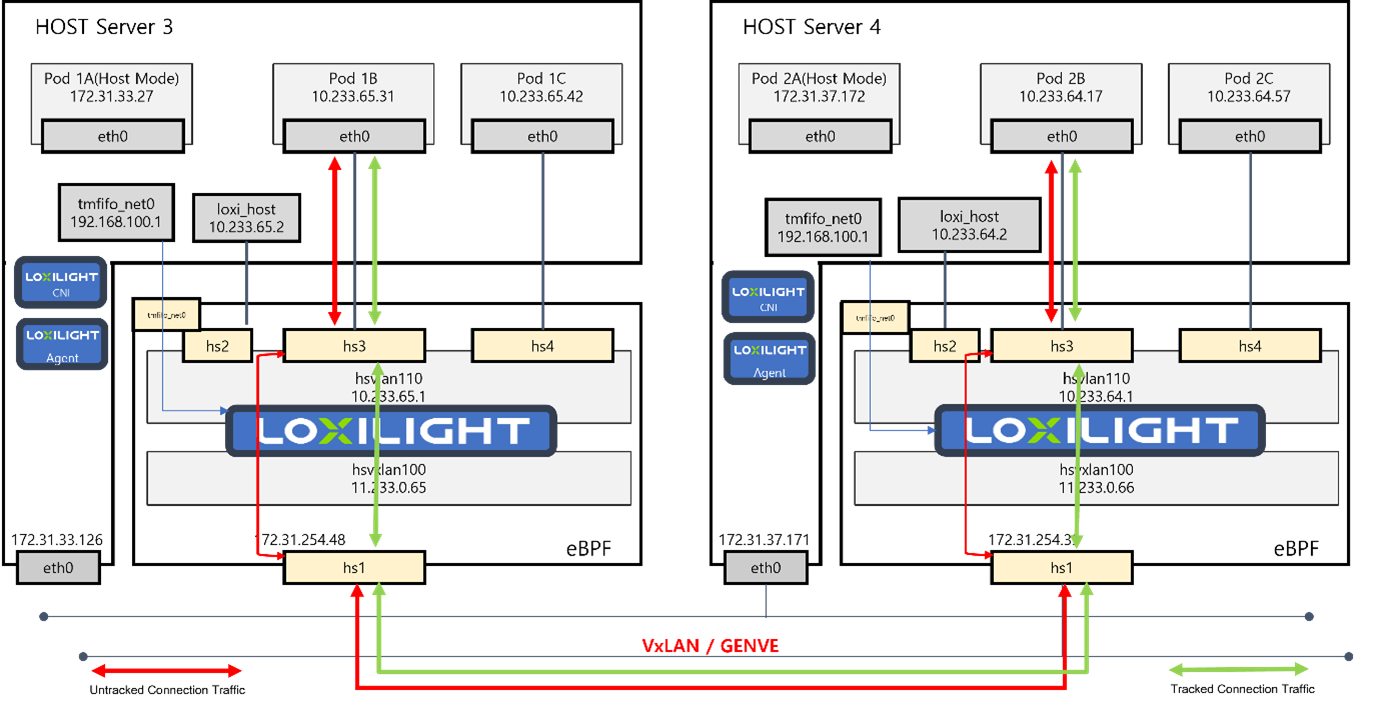 HOST Server 3
Pod 1A(Host Mode)
172.31.33.27
eth0
Pod 1B
10.233.65.31
eth0
Pod 1C
10.233.65.42
eth0
tmfifo_net0
192.168.100.1
loxi_host
10.233.65.2
LOXILIGHT
CNI
LOXILIGHT
Agent
tmfifo_net0
hs2
hs3
hs4
hsvlan110
10.233.65.1
LOXILIGHT
hsvxlan100
11.233.0.65
172.31.33.126
eth0
172.31.254.48
eBPF
hs1
HOST Server 4
Pod 2A(Host Mode)
172.31.37.172
eth0
Pod 2B
10.233.64.17
eth0
Pod 2C
10.233.64.57
eth0
tmfifo_net0
192.168.100.1
loxi_host
10.233.64.2
LOXILIGHT
CNI
LOXILIGHT
Agent
tmfifo_net0
hs2
hs3
hs4
hsvlan110
10.233.64.1
LOXILIGHT
hsvxlan100
11.233.0.66
172.31.37.171
eth0
eBPF
hs1
VxLAN / GENVE
Untracked Connection Traffic
Tracked Connection Traffic